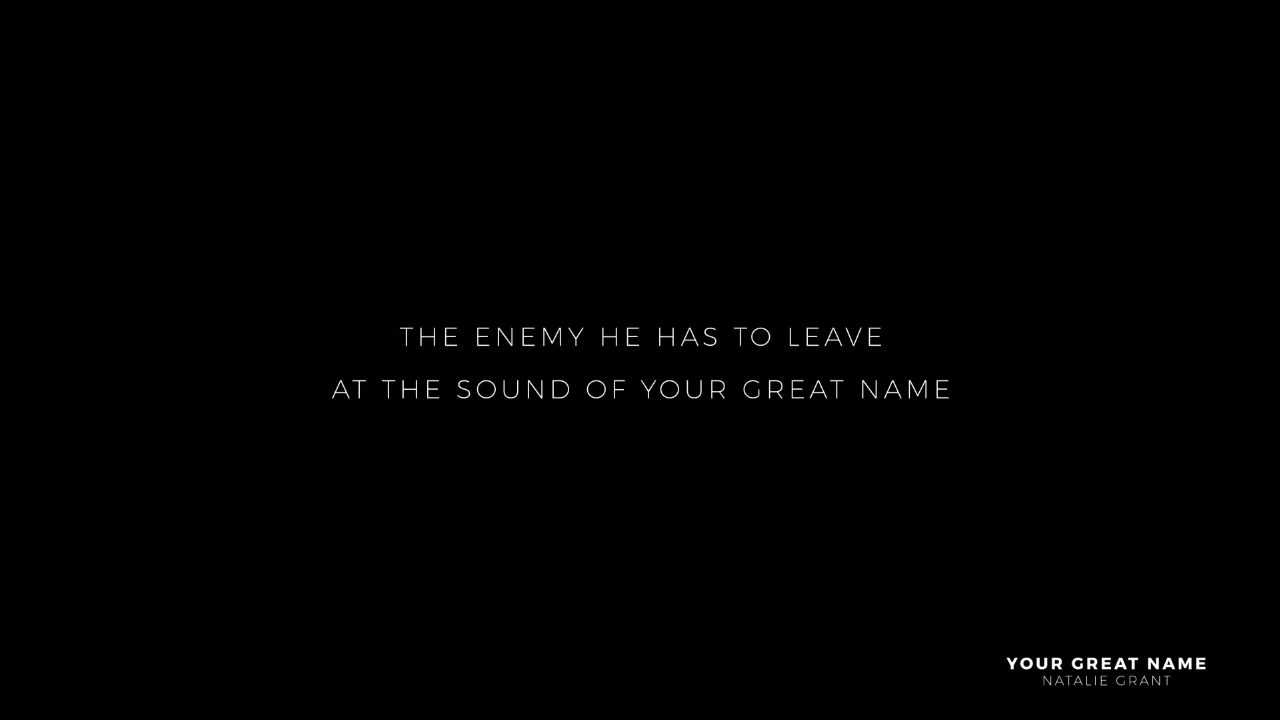 THE ENEMY HE HAS TO LEAVE
AT THE SOUND OF YOUR GREAT NAME
YOUR GREAT NAME
NATALIE GRANT